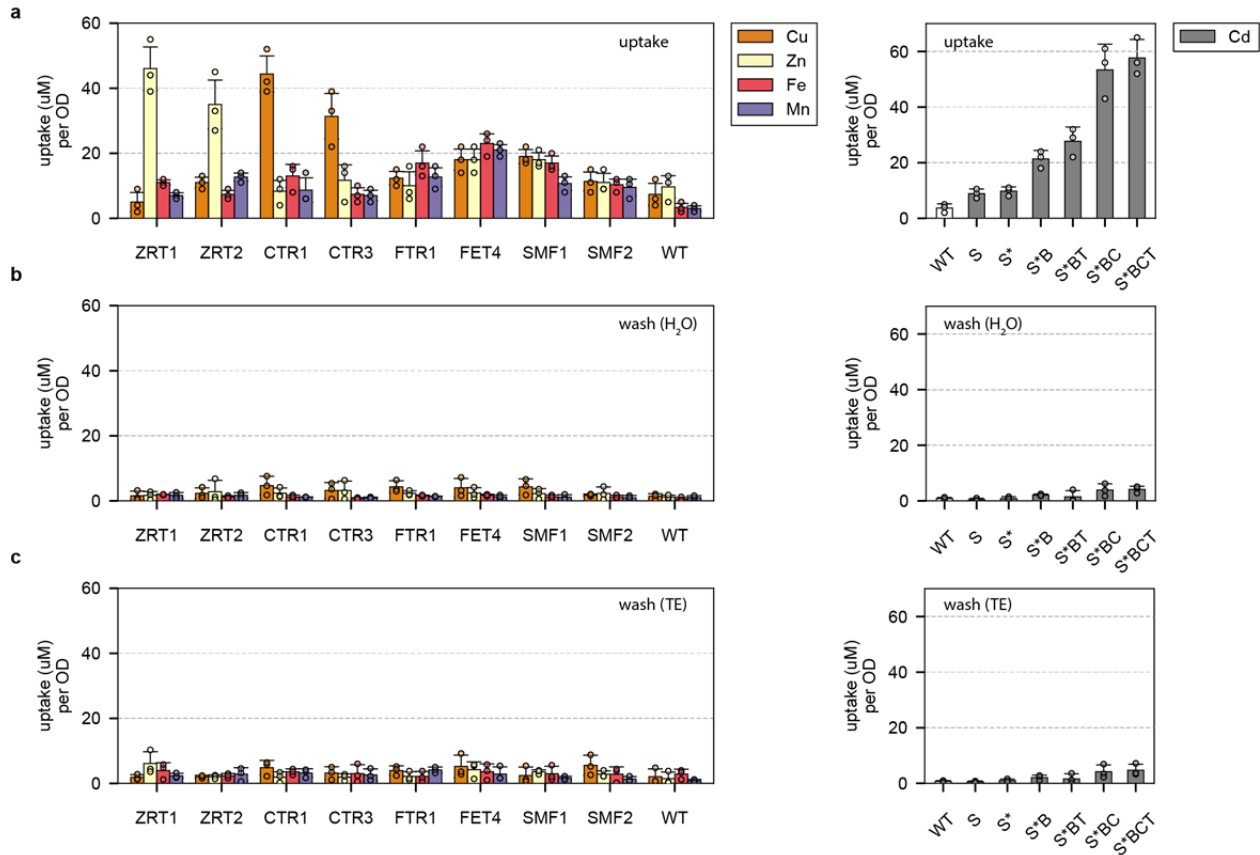 a
uptake (uM)
per OD
60
40
20
0
uptake
ZRT1 ZRT2 CTR1 CTR3 FTR1 FET4 SMF1 SMF2 WT
Cu
Zn
Fe
Mn
uptake (uM)
per OD
60
40
20
0
uptake
WT S S* S*B S*BT S*BC S*BCT
Cd
b
uptake (uM)
per OD
60
40
20
0
wash (H₂O)
ZRT1 ZRT2 CTR1 CTR3 FTR1 FET4 SMF1 SMF2 WT
uptake (uM)
per OD
60
40
20
0
wash (H₂O)
WT S S* S*B S*BT S*BC S*BCT
c
uptake (uM)
per OD
60
40
20
0
wash (TE)
ZRT1 ZRT2 CTR1 CTR3 FTR1 FET4 SMF1 SMF2 WT
uptake (uM)
per OD
60
40
20
0
wash (TE)
WT S S* S*B S*BT S*BC S*BCT